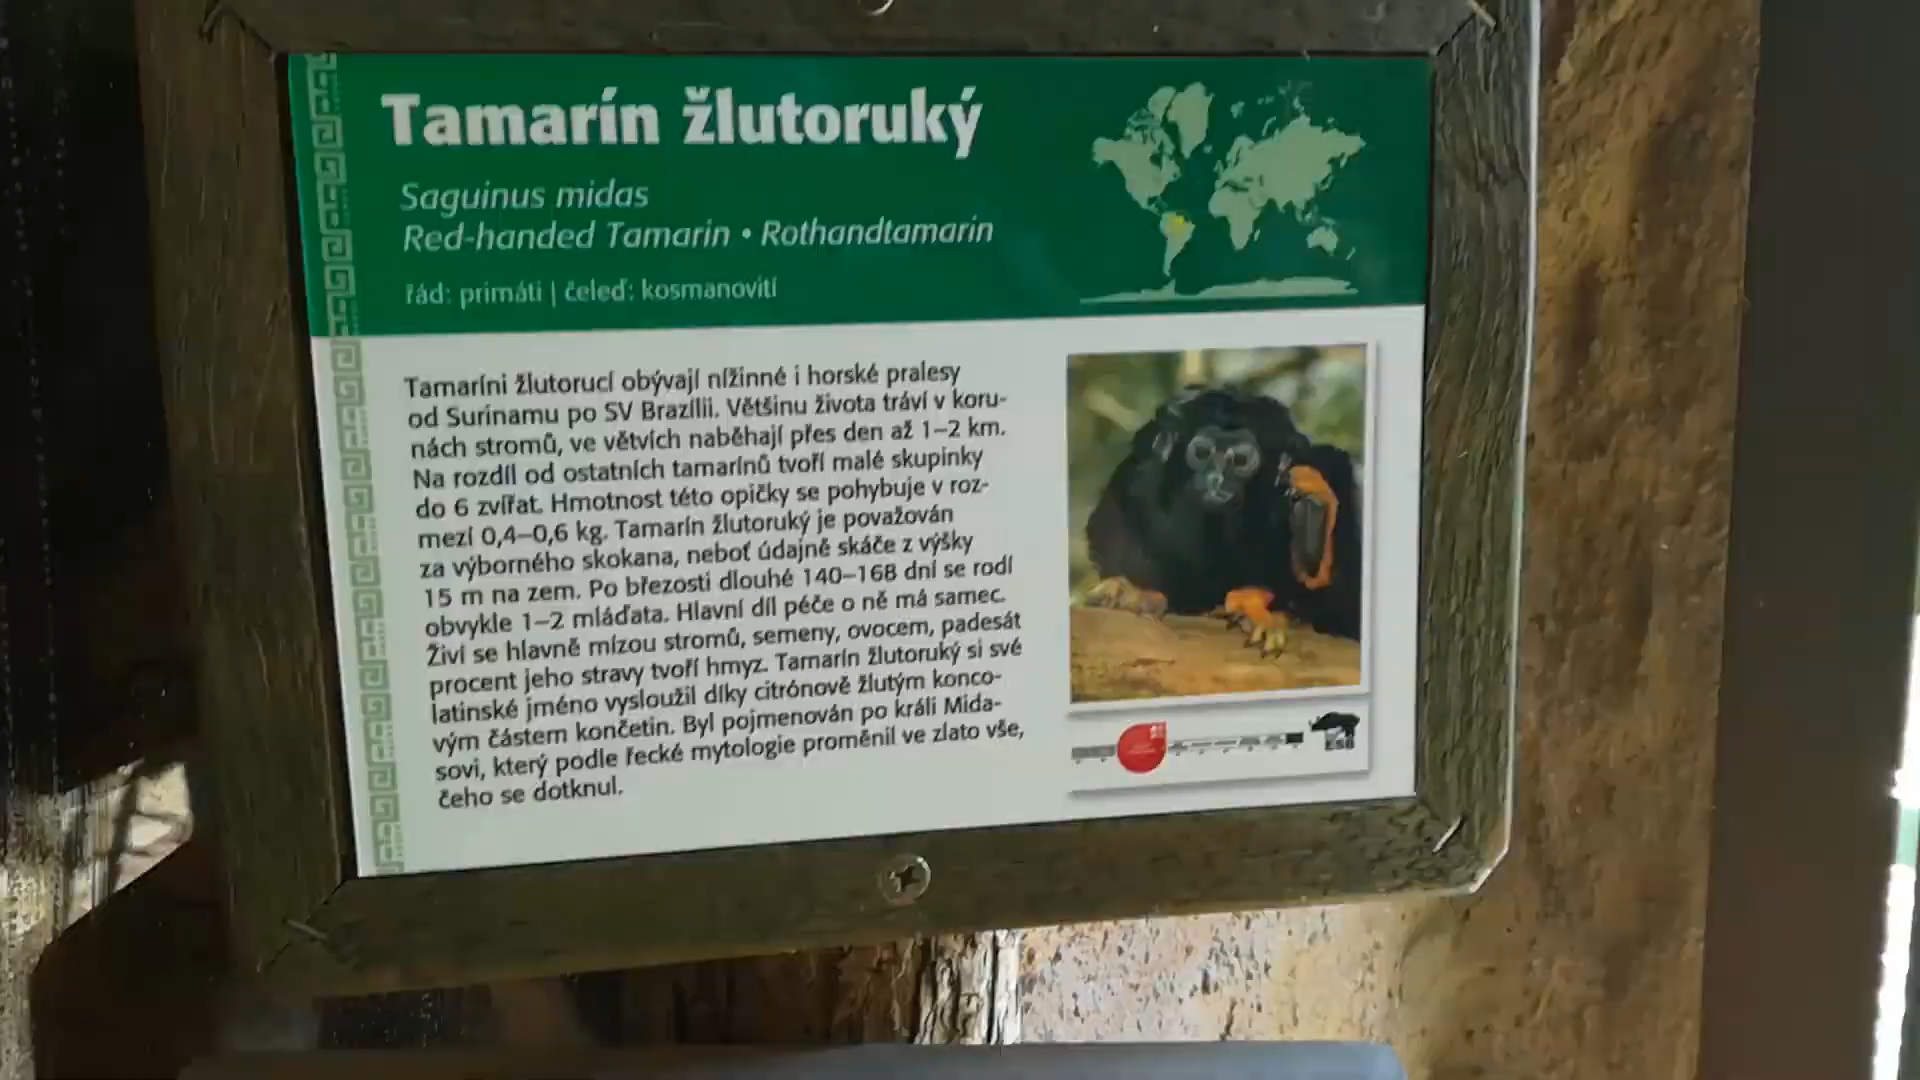 Tamarín žlutoruký
Saguinus midas
Red-handed Tamarin • Rothandtamarin
řád: primáti | čeleď: kosmanovití
Tamaríni žlutorucí obývají nížinné i horské pralesy
od Surinamu po SV Brazílii. Většinu života tráví v koru-
nách stromů, ve větvích naběhají přes den až 1–2 km.
Na rozdíl od ostatních tamarínů tvoří malé skupinky
do 6 zvířat. Hmotnost této opičky se pohybuje v roz-
mezí 0,4–0,6 kg. Tamarín žlutoruký je považován
za výborného skokana, neboť údajně skáče z výšky
15 m na zem. Po březosti dlouhé 140–168 dní se rodí
obvykle 1–2 mláďata. Hlavní díl péče o ně má samec.
Živí se hlavně mízou stromů, semeny, ovocem, padesát
procent jeho stravy tvoří hmyz. Tamarín žlutoruký si své
latinské jméno vysloužil díky citrónově žlutým konco-
vým částem končetin. Byl pojmenován po králi Mida-
sovi, který podle řecké mytologie proměnil ve zlato vše,
čeho se dotknul.
ESB